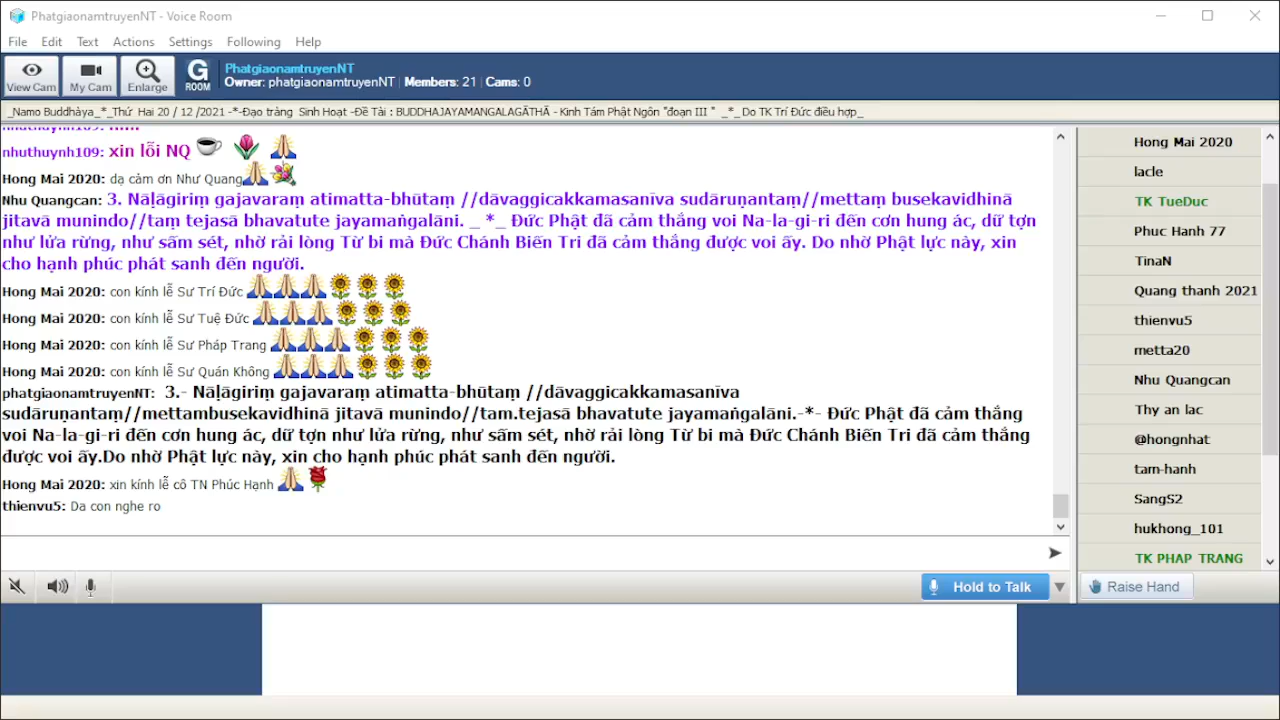 PhatgiaonamtruyenNT - Voice Room
File Edit Text Actions Settings Following Help
View Cam My Cam Enlarge G ROOM
PhatgiaonamtruyenNT
Owner: phatgiaonamtruyenNT | Members: 21 | Cams: 0
_Namo Buddhàya_*_Thứ Hai 20 / 12 /2021 -*-Đạo tràng Sinh Hoạt -Đề Tài : BUDDHAJAYAMANGALAGĀTHĀ - Kinh Tám Phật Ngôn "đoạn III " _*_ Do TK Trí Đức điều hợp_
nhuthuynh109: xin lỗi NQ
Hong Mai 2020: dạ cảm ơn Như Quang
Nhu Quangcan: 3. Nāḷāgiriṃ gajavaraṃ atimatta-bhūtaṃ //dāvaggicakkamasanīva sudāruṇantaṃ//mettaṃ busekavidhinā
jitavā munindo//taṃ tejasā bhavatute jayamaṅgalāni. _ *_ Đức Phật đã cảm thắng voi Na-la-gi-ri đến cơn hung ác, dữ tợn
như lửa rừng, như sấm sét, nhờ rải lòng Từ bi mà Đức Chánh Biến Tri đã cảm thắng được voi ấy. Do nhờ Phật lực này, xin
cho hạnh phúc phát sanh đến người.
Hong Mai 2020: con kính lễ Sư Trí Đức
Hong Mai 2020: con kính lễ Sư Tuệ Đức
Hong Mai 2020: con kính lễ Sư Pháp Trang
Hong Mai 2020: con kính lễ Sư Quán Không
phatgiaonamtruyenNT: 3.- Nāḷāgiriṃ gajavaraṃ atimatta-bhūtaṃ //dāvaggicakkamasanīva
sudāruṇantaṃ//mettambusekavidhinā jitavā munindo//tam.tejasā bhavatute jayamaṅgalāni.-*- Đức Phật đã cảm thắng
voi Na-la-gi-ri đến cơn hung ác, dữ tợn như lửa rừng, như sấm sét, nhờ rải lòng Từ bi mà Đức Chánh Biến Tri đã cảm thắng
được voi ấy.Do nhờ Phật lực này, xin cho hạnh phúc phát sanh đến người.
Hong Mai 2020: xin kính lễ cô TN Phúc Hạnh
thienvu5: Da con nghe ro
Hong Mai 2020
lacle
TK TueDuc
Phuc Hanh 77
TinaN
Quang thanh 2021
thienvu5
metta20
Nhu Quangcan
Thy an lac
@hongnhat
tam-hanh
SangS2
hukhong_101
TK PHAP TRANG
Hold to Talk
Raise Hand